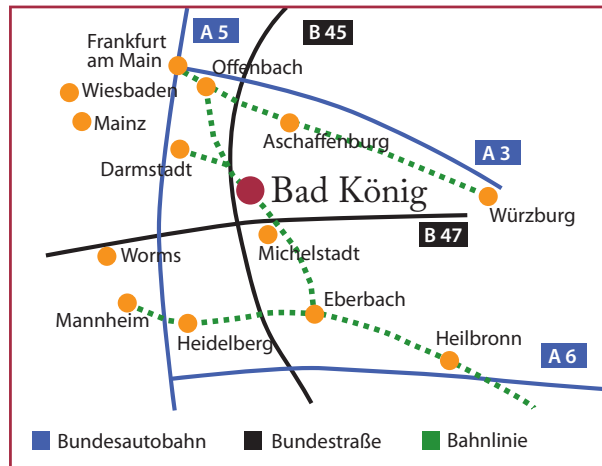 A 5
B 45
Frankfurt
am Main
Offenbach
Wiesbaden
Mainz
Aschaffenburg
Darmstadt
A 3
Bad König
Würzburg
B 47
Worms
Michelstadt
Eberbach
Mannheim
Heidelberg
Heilbronn
A 6
Bundesautobahn
Bundestraße
Bahnlinie